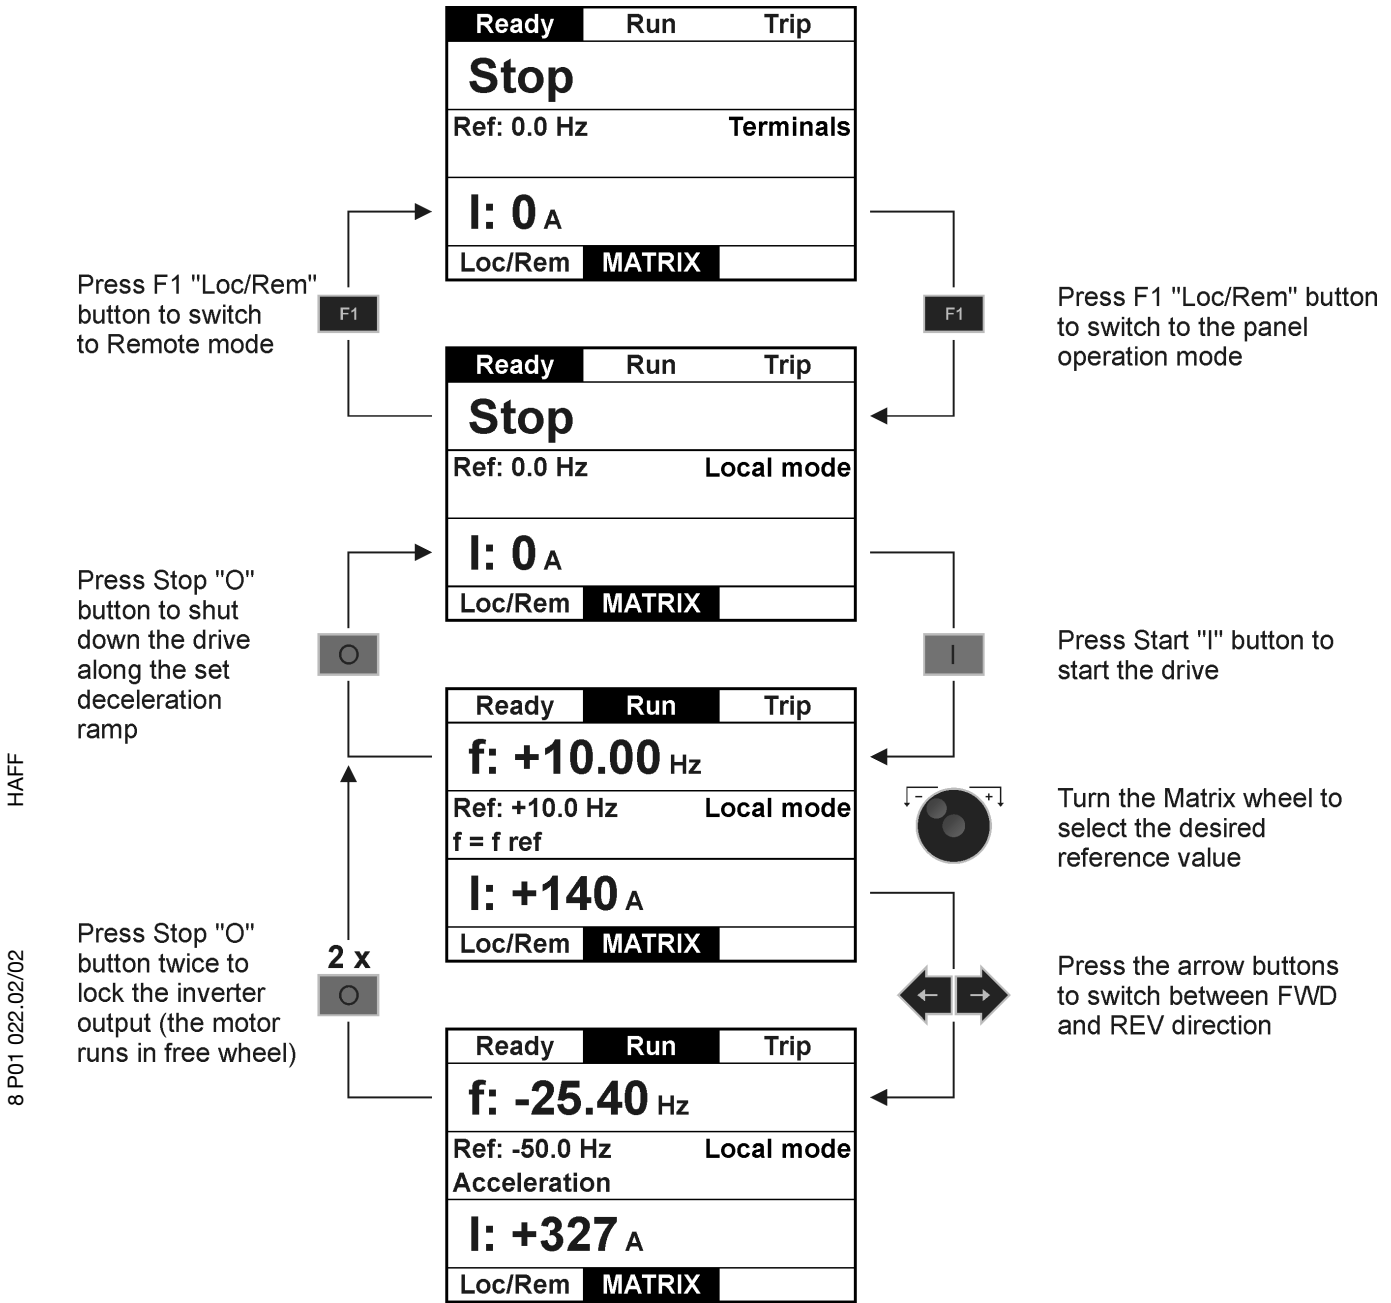 Ready Run Trip
Stop
Ref: 0.0 Hz Terminals
I: 0 A
Loc/Rem MATRIX
Press F1 "Loc/Rem"
button to switch
to Remote mode
F1
F1
Press F1 "Loc/Rem" button
to switch to the panel
operation mode
Ready Run Trip
Stop
Ref: 0.0 Hz Local mode
I: 0 A
Loc/Rem MATRIX
Press Stop "O"
button to shut
down the drive
along the set
deceleration
ramp
O
I
Press Start "I" button to
start the drive
Ready Run Trip
f: +10.00 Hz
Ref: +10.0 Hz Local mode
f = f ref
I: +140 A
Loc/Rem MATRIX
- +
Turn the Matrix wheel to
select the desired
reference value
Press Stop "O"
button twice to
lock the inverter
output (the motor
runs in free wheel)
2 x
O
← →
Press the arrow buttons
to switch between FWD
and REV direction
Ready Run Trip
f: -25.40 Hz
Ref: -50.0 Hz Local mode
Acceleration
I: +327 A
Loc/Rem MATRIX
HAFF
8 P01 022.02/02